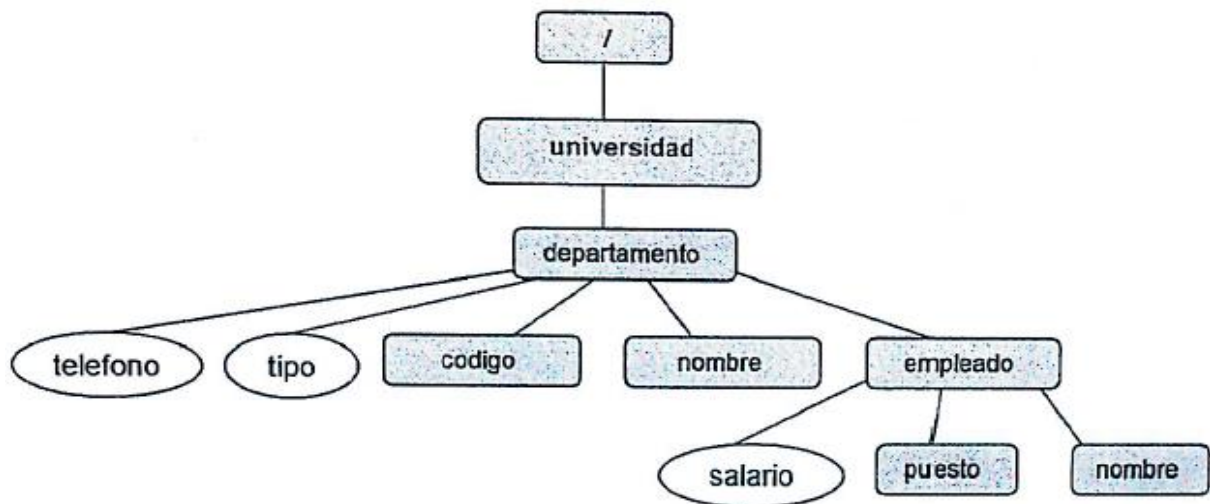 /
universidad
departamento
telefono
tipo
codigo
nombre
empleado
salario
puesto
nombre